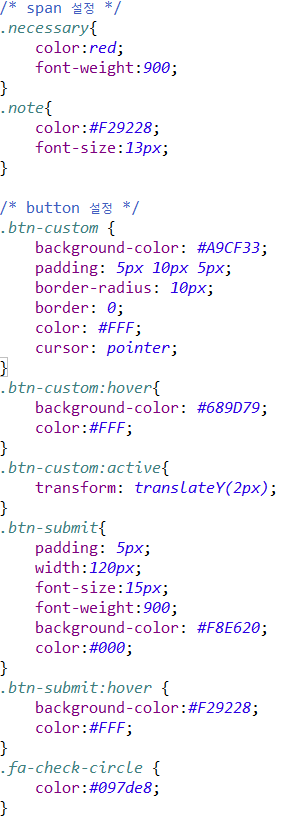 /* span 설정 */
.necessary{
    color:red;
    font-weight:900;
}
.note{
    color:#F29228;
    font-size:13px;
}

/* button 설정 */
.btn-custom {
    background-color: #A9CF33;
    padding: 5px 10px 5px;
    border-radius: 10px;
    border: 0;
    color: #FFF;
    cursor: pointer;
}
.btn-custom:hover{
    background-color: #689D79;
    color:#FFF;
}
.btn-custom:active{
    transform: translateY(2px);
}
.btn-submit{
    padding: 5px;
    width:120px;
    font-size:15px;
    font-weight:900;
    background-color: #F8E620;
    color:#000;
}
.btn-submit:hover {
    background-color:#F29228;
    color:#FFF;
}
.fa-check-circle {
    color:#097de8;
}